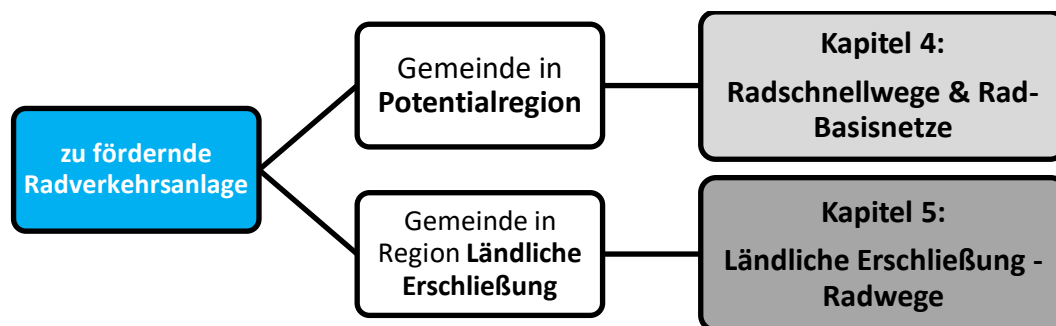 zu fördernde
Radverkehrsanlage
Gemeinde in
Potentialregion
Kapitel 4:
Radschnellwege & Rad-
Basisnetze
Gemeinde in
Region Ländliche
Erschließung
Kapitel 5:
Ländliche Erschließung -
Radwege